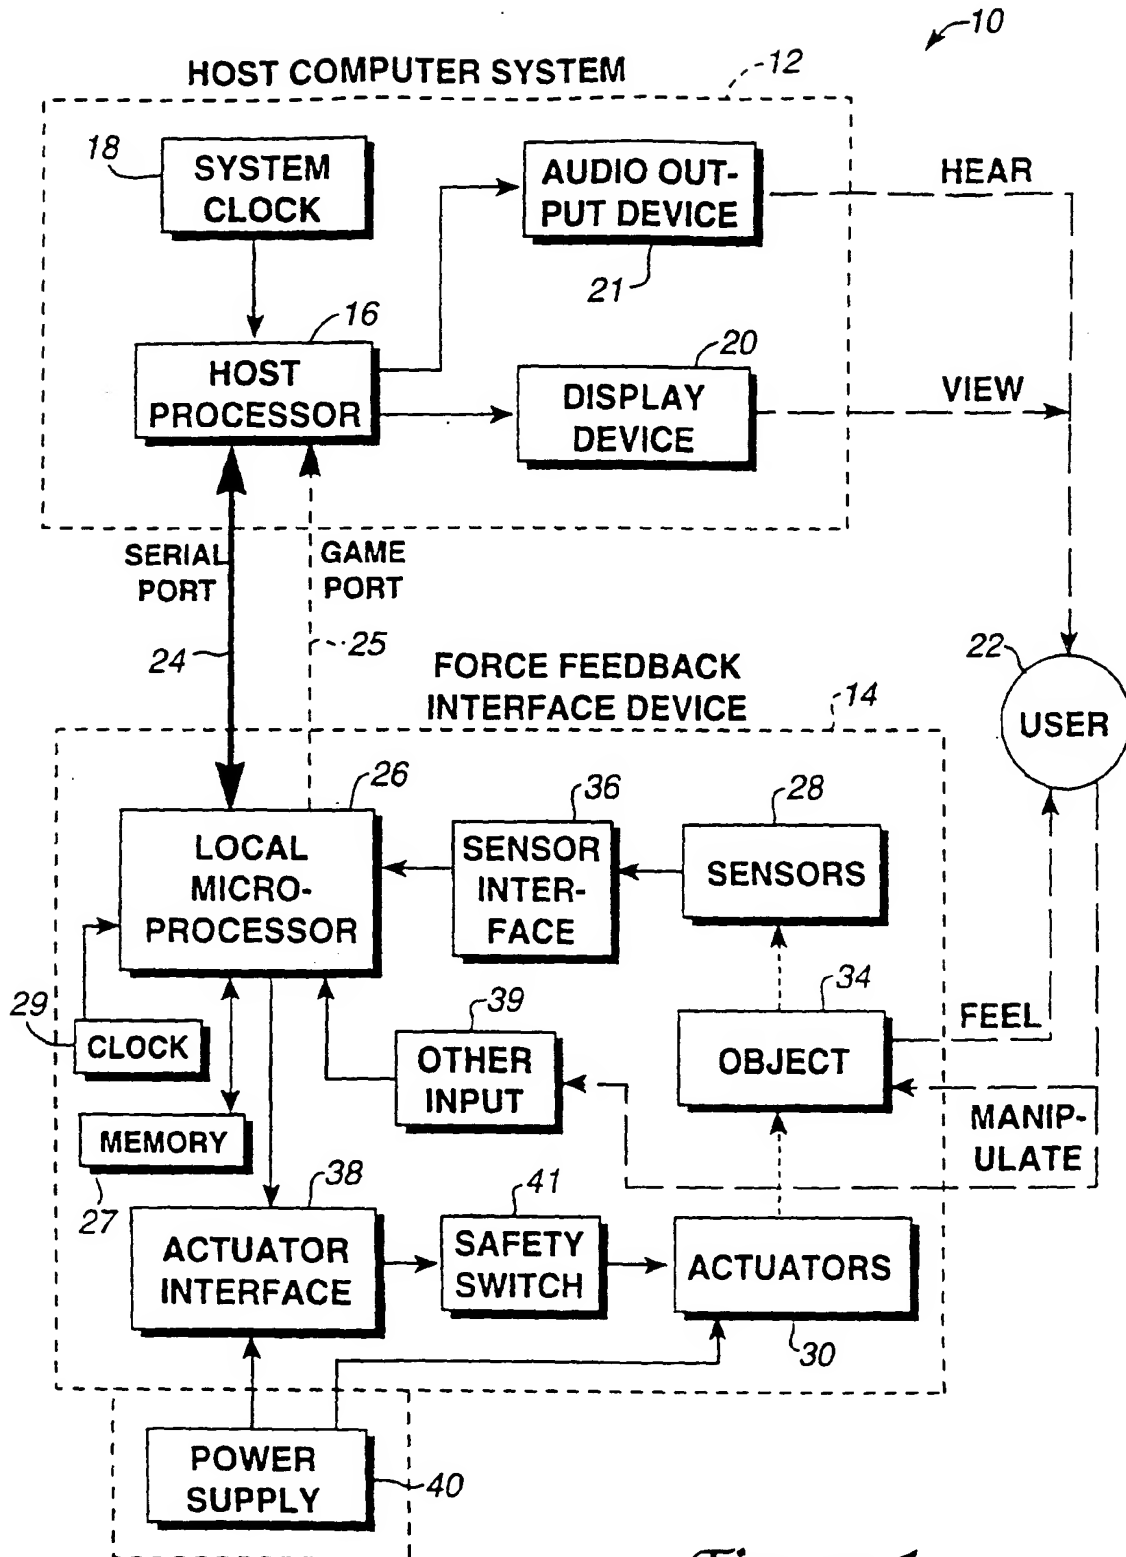 10
HOST COMPUTER SYSTEM
12
18
SYSTEM
CLOCK
AUDIO OUT-
PUT DEVICE
21
HEAR
16
HOST
PROCESSOR
20
DISPLAY
DEVICE
VIEW
SERIAL
PORT
GAME
PORT
24
25
FORCE FEEDBACK
INTERFACE DEVICE
14
22
USER
26
LOCAL
MICRO-
PROCESSOR
36
SENSOR
INTER-
FACE
28
SENSORS
29
CLOCK
39
OTHER
INPUT
34
OBJECT
FEEL
MANIP-
ULATE
MEMORY
27
38
ACTUATOR
INTERFACE
41
SAFETY
SWITCH
ACTUATORS
30
POWER
SUPPLY
40